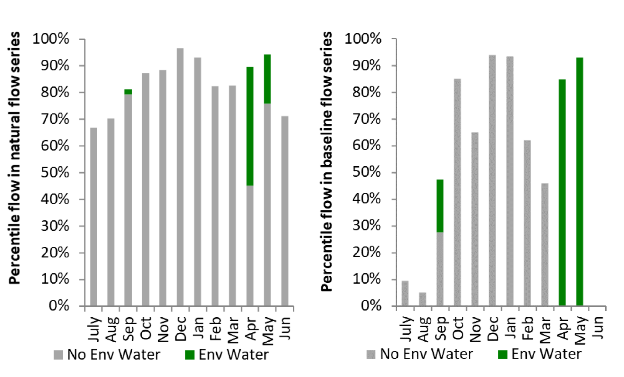 Percentile flow in natural flow series
100%
90%
80%
70%
60%
50%
40%
30%
20%
10%
0%
July
Aug
Sep
Oct
Nov
Dec
Jan
Feb
Mar
Apr
May
Jun
No Env Water
Env Water
Percentile flow in baseline flow series
100%
90%
80%
70%
60%
50%
40%
30%
20%
10%
0%
July
Aug
Sep
Oct
Nov
Dec
Jan
Feb
Mar
Apr
May
Jun
No Env Water
Env Water